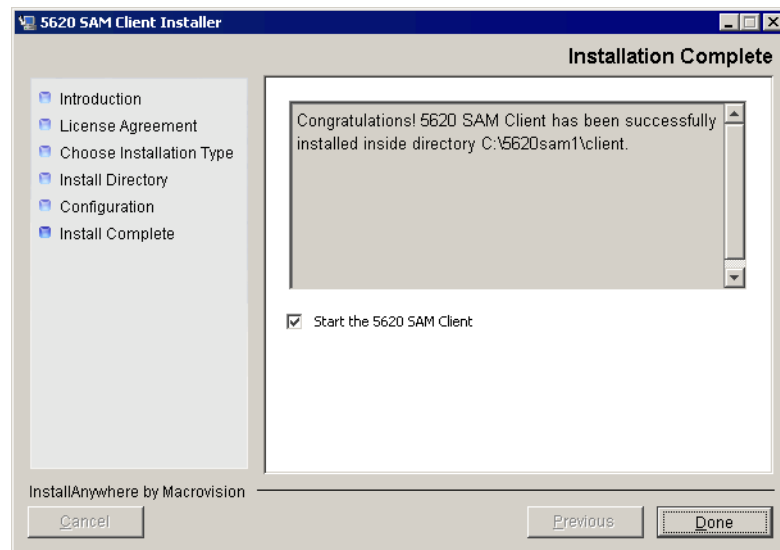 5620 SAM Client Installer
Installation Complete
Introduction
License Agreement
Choose Installation Type
Install Directory
Configuration
Install Complete
Congratulations! 5620 SAM Client has been successfully
installed inside directory C:\5620sam1\client.
Start the 5620 SAM Client
InstallAnywhere by Macrovision
Cancel
Previous
Done